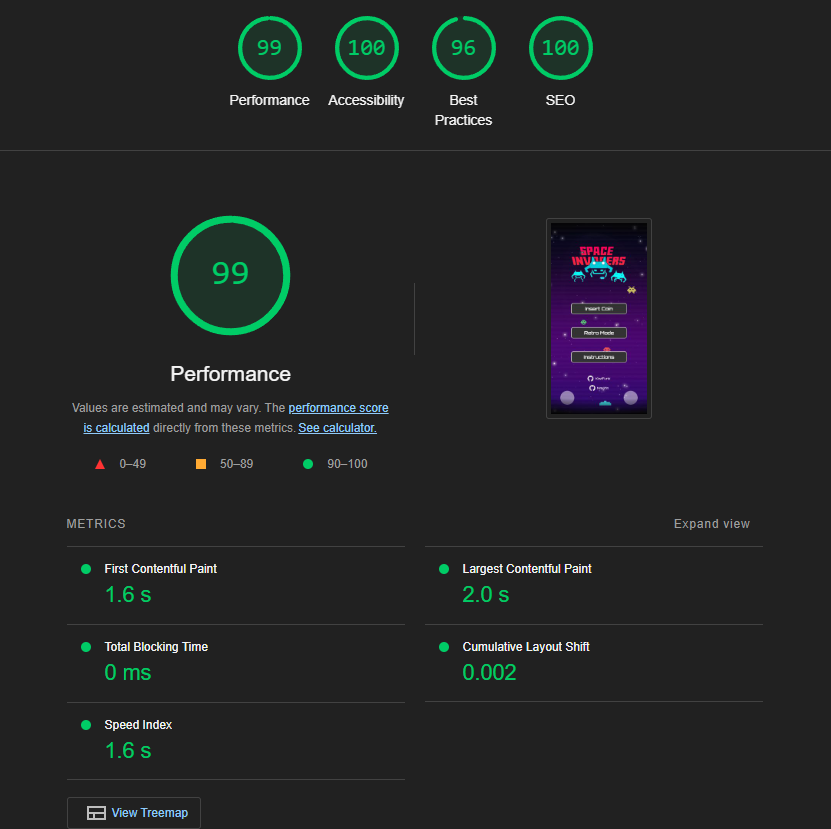 99
100
96
100
Performance
Accessibility
Best
Practices
SEO
99
Performance
Values are estimated and may vary. The performance score
is calculated directly from these metrics. See calculator.
0–49
50–89
90–100
SPACE
INVADERS
Insert Coin
Retro Mode
Instructions
METRICS
Expand view
First Contentful Paint
1.6 s
Largest Contentful Paint
2.0 s
Total Blocking Time
0 ms
Cumulative Layout Shift
0.002
Speed Index
1.6 s
View Treemap